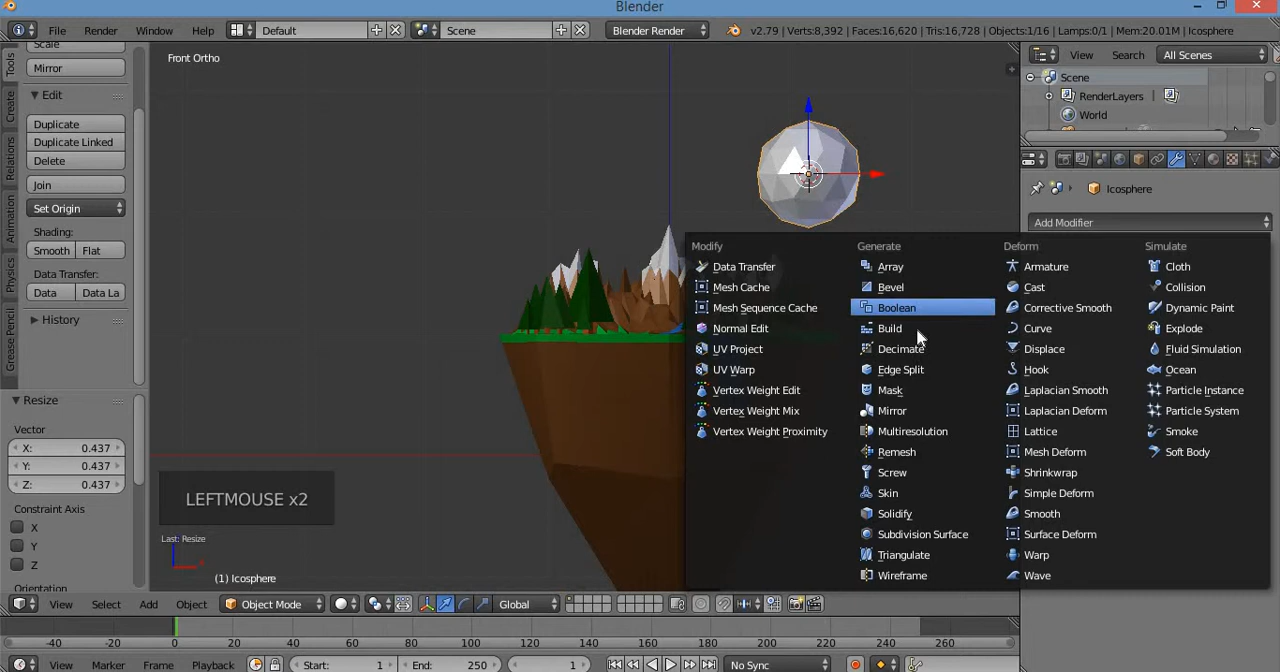 Blender
File Render Window Help Default Scene Blender Render v2.79 | Verts:8,392 | Faces:16,620 | Tris:16,728 | Objects:1/16 | Lamps:0/1 | Mem:20.01M | Icosphere
Tools
Create
Relations
Animation
Physics
Grease Pencil
Scale
Mirror
Edit
Duplicate
Duplicate Linked
Delete
Join
Set Origin
Shading:
Smooth Flat
Data Transfer:
Data Data La
History
Resize
Vector
X: 0.437
Y: 0.437
Z: 0.437
Constraint Axis
X
Y
Z
Orientation
Front Ortho
LEFTMOUSE x2
Last: Resize
(1) Icosphere
View Search All Scenes
Scene
RenderLayers
World
Icosphere
Add Modifier
Modify
Data Transfer
Mesh Cache
Mesh Sequence Cache
Normal Edit
UV Project
UV Warp
Vertex Weight Edit
Vertex Weight Mix
Vertex Weight Proximity
Generate
Array
Bevel
Boolean
Build
Decimate
Edge Split
Mask
Mirror
Multiresolution
Remesh
Screw
Skin
Solidify
Subdivision Surface
Triangulate
Wireframe
Deform
Armature
Cast
Corrective Smooth
Curve
Displace
Hook
Laplacian Smooth
Laplacian Deform
Lattice
Mesh Deform
Shrinkwrap
Simple Deform
Smooth
Surface Deform
Warp
Wave
Simulate
Cloth
Collision
Dynamic Paint
Explode
Fluid Simulation
Ocean
Particle Instance
Particle System
Smoke
Soft Body
View Select Add Object Object Mode Global
-40 -20 0 20 40 60 80 100 120 140 160 180 200 220 240 260
View Marker Frame Playback Start: 1 End: 250 1 No Sync